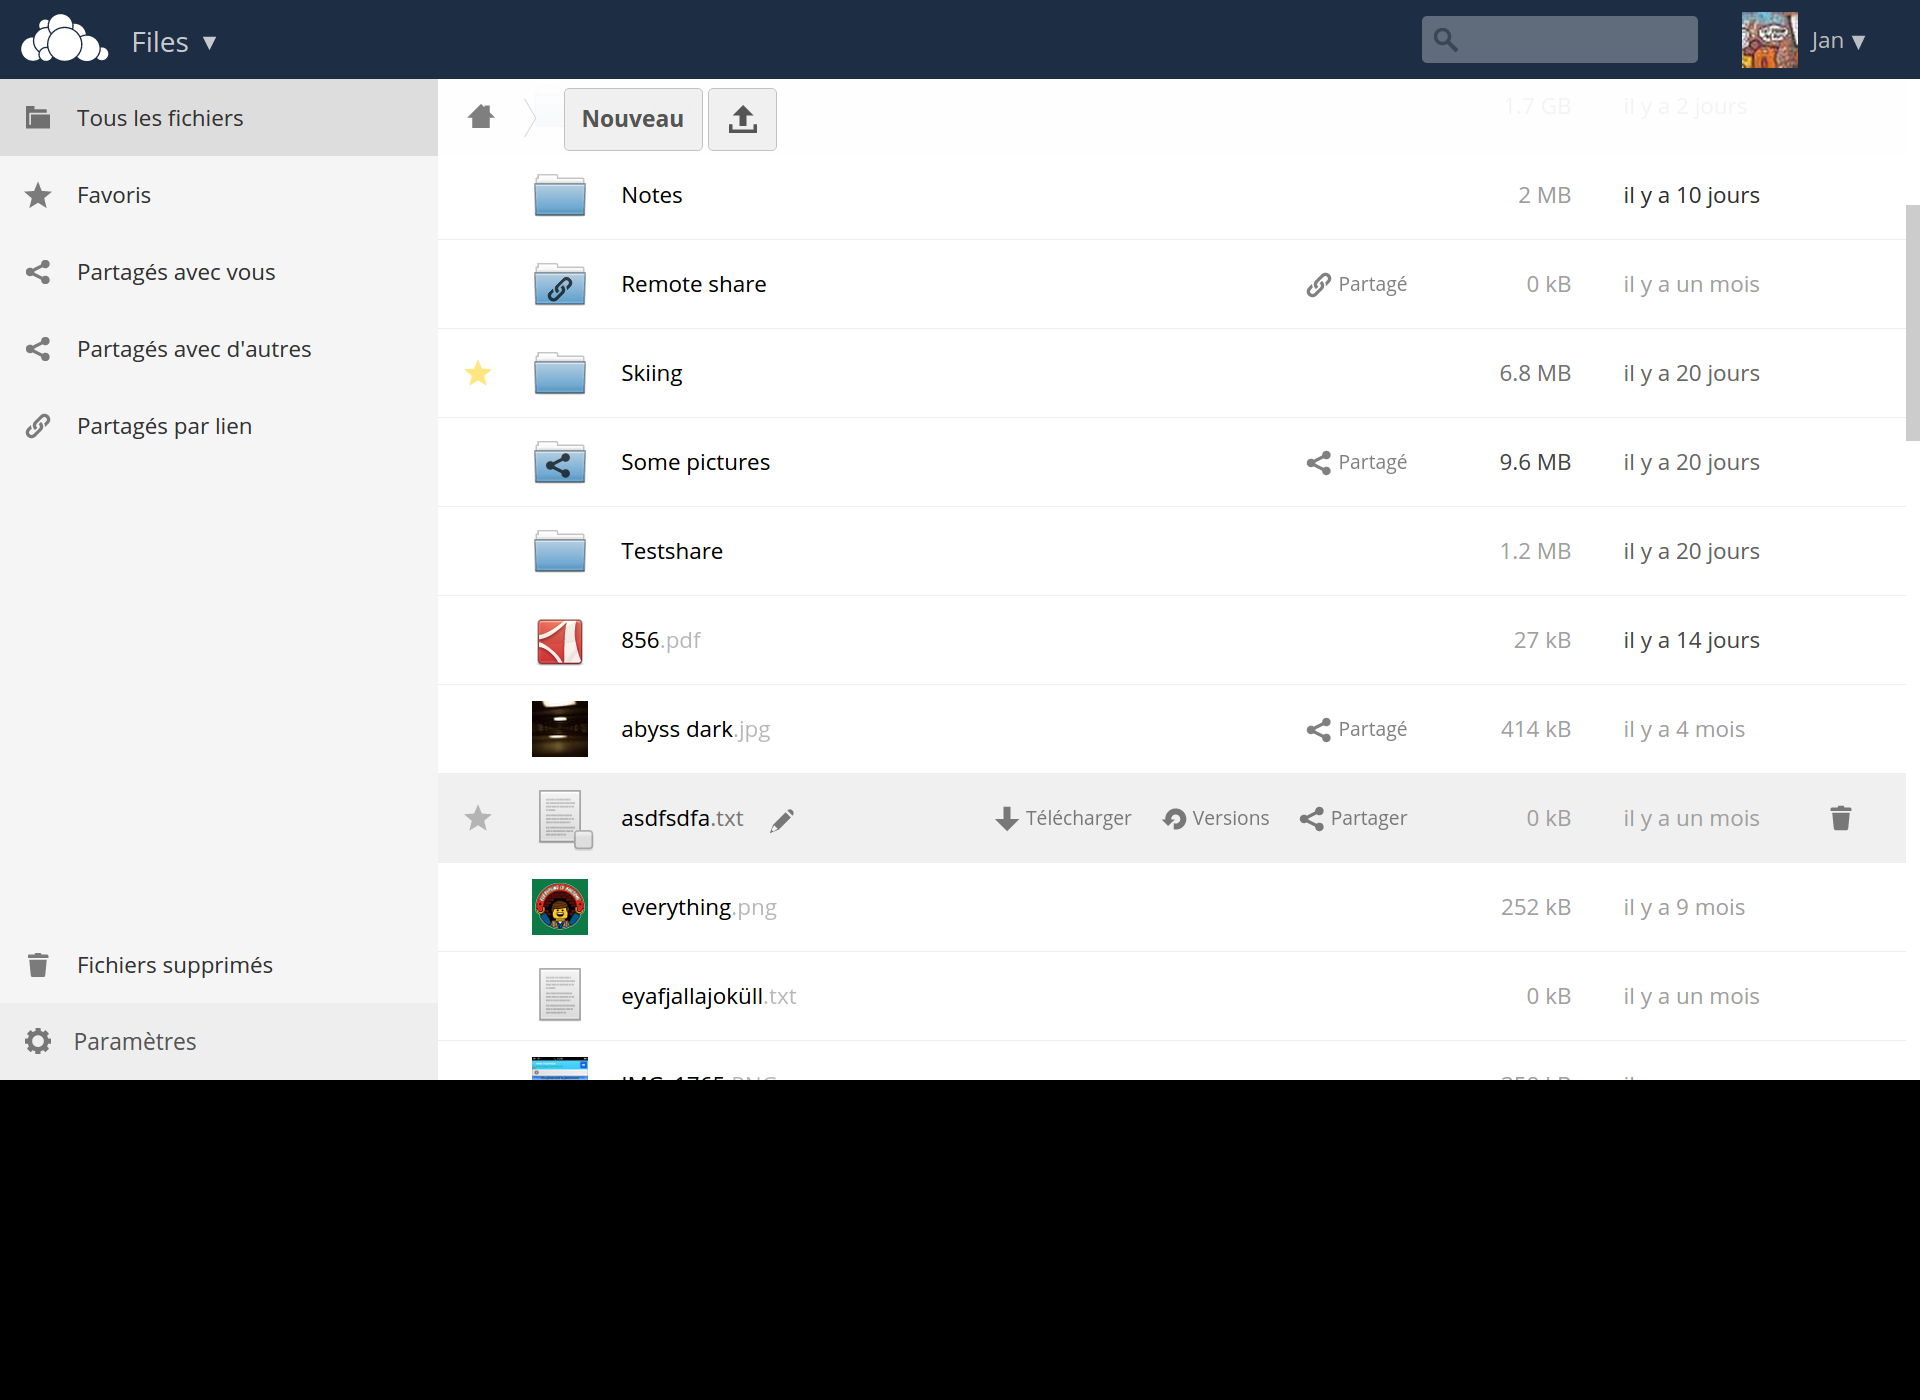 Files ▼
Jan ▼
Tous les fichiers
Favoris
Partagés avec vous
Partagés avec d'autres
Partagés par lien
Fichiers supprimés
Paramètres
Nouveau
1.7 GB il y a 2 jours
Notes 2 MB il y a 10 jours
Remote share Partagé 0 kB il y a un mois
Skiing 6.8 MB il y a 20 jours
Some pictures Partagé 9.6 MB il y a 20 jours
Testshare 1.2 MB il y a 20 jours
856.pdf 27 kB il y a 14 jours
abyss dark.jpg Partagé 414 kB il y a 4 mois
asdfsdfa.txt Télécharger Versions Partager 0 kB il y a un mois
everything.png 252 kB il y a 9 mois
eyafjallajoküll.txt 0 kB il y a un mois